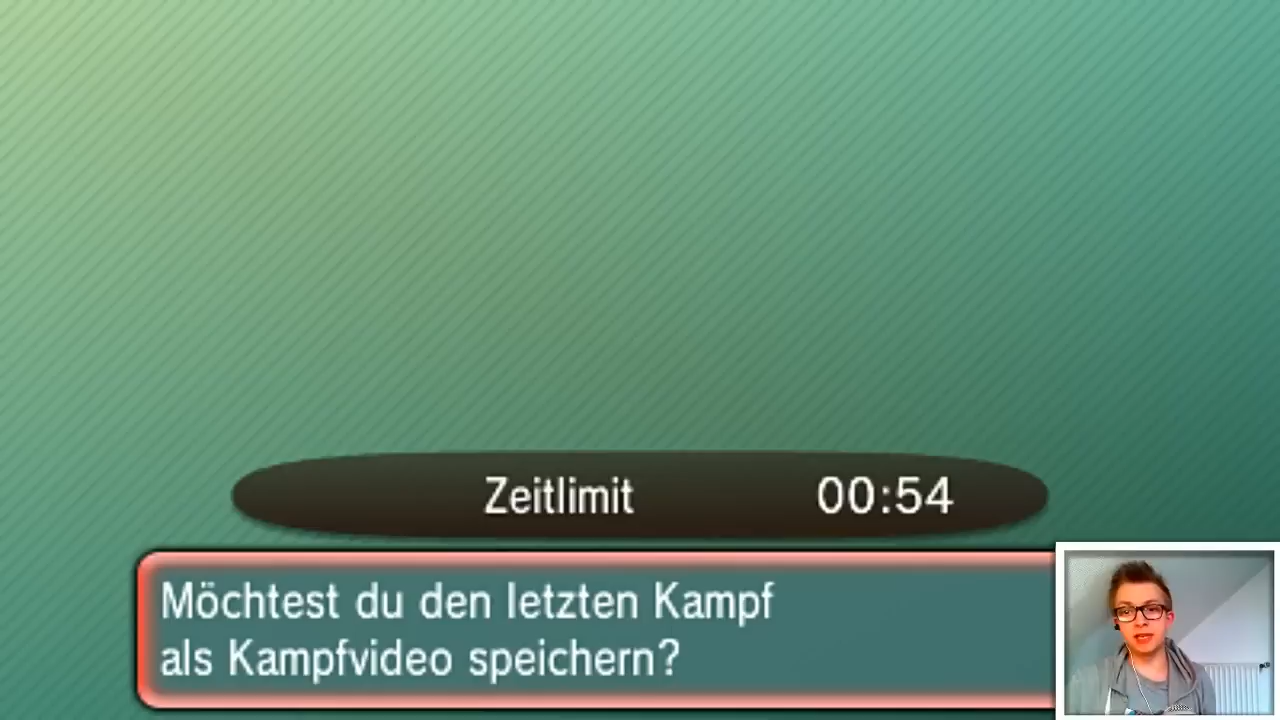 Zeitlimit 00:54
Möchtest du den letzten Kampf
als Kampfvideo speichern?